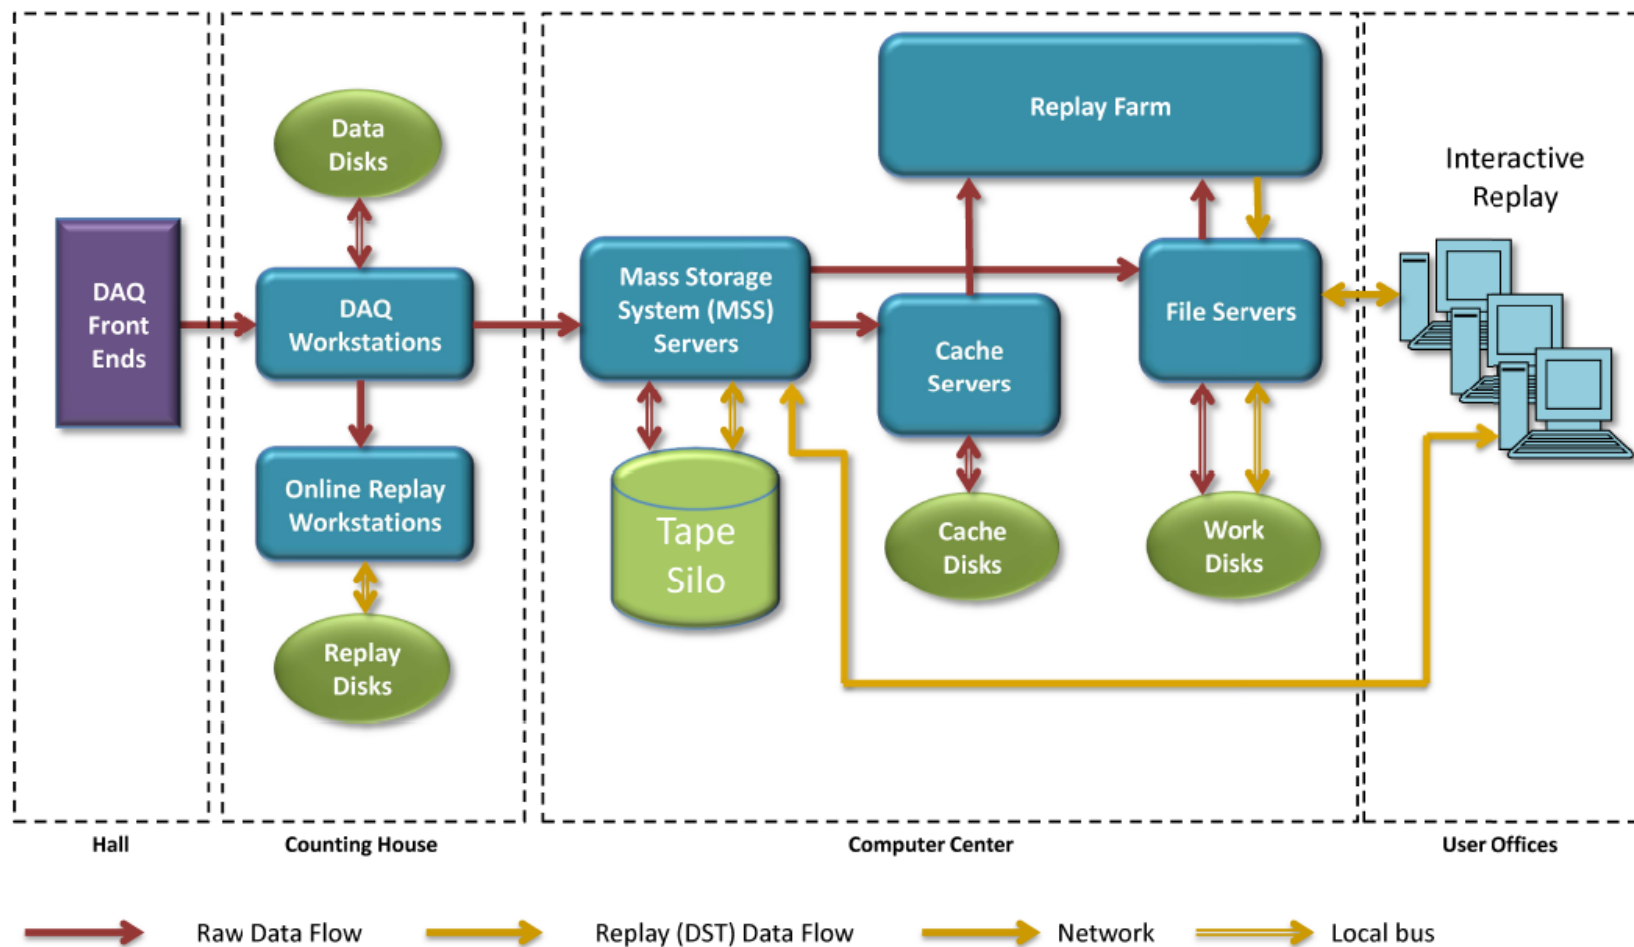 Replay Farm
Data
Disks
Interactive
Replay
DAQ
Front
Ends
DAQ
Workstations
Mass Storage
System (MSS)
Servers
Cache
Servers
File Servers
Online Replay
Workstations
Tape
Silo
Cache
Disks
Work
Disks
Replay
Disks
Hall
Counting House
Computer Center
User Offices
Raw Data Flow
Replay (DST) Data Flow
Network
Local bus